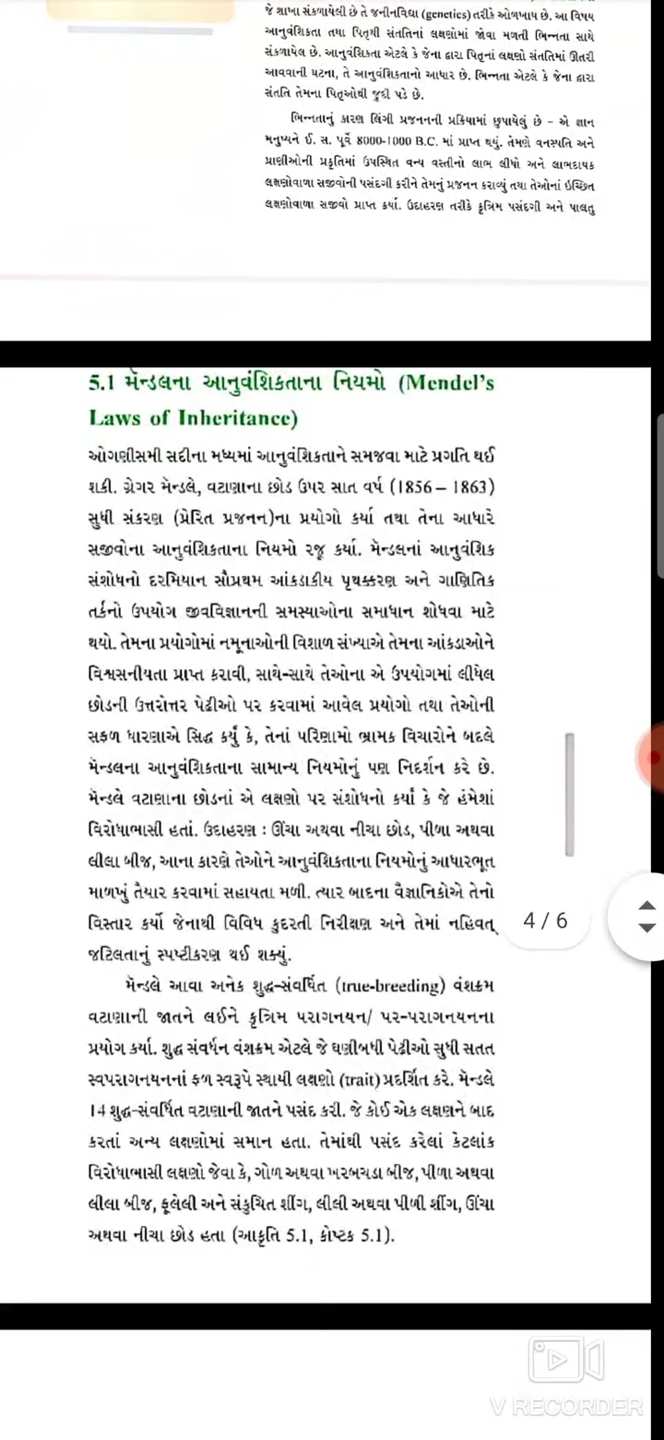 જે શાખા સંકળાયેલી છે તે જનીનવિદ્યા (genetics) તરીકે ઓળખાય છે. આ વિષય
આનુવંશિકતા તથા પિતૃથી સંતતિનાં લક્ષણોમાં જોવા મળતી ભિન્નતા સાથે
સંકળાયેલ છે. આનુવંશિકતા એટલે કે જેના દ્વારા પિતૃનાં લક્ષણો સંતતિમાં ઊતરી
આવવાની ઘટના, તે આનુવંશિકતાનો આધાર છે. ભિન્નતા એટલે કે જેના દ્વારા
સંતતિ તેમના પિતૃઓથી જુદી પડે છે.
ભિન્નતાનું કારણ લિંગી પ્રજનનની પ્રક્રિયામાં છુપાયેલું છે - એ જ્ઞાન
મનુષ્યને ઈ. સ. પૂર્વે 8000-1000 B.C. માં પ્રાપ્ત થયું. તેમણે વનસ્પતિ અને
પ્રાણીઓની પ્રકૃતિમાં ઉપસ્થિત વન્ય વસ્તીનો લાભ લીધો અને લાભદાયક
લક્ષણોવાળા સજીવોની પસંદગી કરીને તેમનું પ્રજનન કરાવ્યું તથા તેઓનાં ઇચ્છિત
લક્ષણોવાળા સજીવો પ્રાપ્ત કર્યા. ઉદાહરણ તરીકે કૃત્રિમ પસંદગી અને પાલતુ
5.1 મૅન્ડલના આનુવંશિકતાના નિયમો (Mendel's
Laws of Inheritance)
ઓગણીસમી સદીના મધ્યમાં આનુવંશિકતાને સમજવા માટે પ્રગતિ થઈ
શકી. ગ્રેગર મૅન્ડલે, વટાણાના છોડ ઉપર સાત વર્ષ (1856 – 1863)
સુધી સંકરણ (પ્રેરિત પ્રજનન)ના પ્રયોગો કર્યા તથા તેના આધારે
સજીવોના આનુવંશિકતાના નિયમો રજૂ કર્યા. મૅન્ડલનાં આનુવંશિક
સંશોધનો દરમિયાન સૌપ્રથમ આંકડાકીય પૃથક્કરણ અને ગાણિતિક
તર્કનો ઉપયોગ જીવવિજ્ઞાનની સમસ્યાઓના સમાધાન શોધવા માટે
થયો. તેમના પ્રયોગોમાં નમૂનાઓની વિશાળ સંખ્યાએ તેમના આંકડાઓને
વિશ્વસનીયતા પ્રાપ્ત કરાવી, સાથે-સાથે તેઓના એ ઉપયોગમાં લીધેલ
છોડની ઉત્તરોત્તર પેઢીઓ પર કરવામાં આવેલ પ્રયોગો તથા તેઓની
સફળ ધારણાએ સિદ્ધ કર્યું કે, તેનાં પરિણામો ભ્રામક વિચારોને બદલે
મૅન્ડલના આનુવંશિકતાના સામાન્ય નિયમોનું પણ નિદર્શન કરે છે.
મૅન્ડલે વટાણાના છોડનાં એ લક્ષણો પર સંશોધનો કર્યાં કે જે હંમેશાં
વિરોધાભાસી હતાં. ઉદાહરણ : ઊંચા અથવા નીચા છોડ, પીળા અથવા
લીલા બીજ, આના કારણે તેઓને આનુવંશિકતાના નિયમોનું આધારભૂત
માળખું તૈયાર કરવામાં સહાયતા મળી. ત્યાર બાદના વૈજ્ઞાનિકોએ તેનો
વિસ્તાર કર્યો જેનાથી વિવિધ કુદરતી નિરીક્ષણ અને તેમાં નહિવત્
જટિલતાનું સ્પષ્ટીકરણ થઈ શક્યું.
4 / 6
મૅન્ડલે આવા અનેક શુદ્ધ-સંવર્ધિત (true-breeding) વંશક્રમ
વટાણાની જાતને લઈને કૃત્રિમ પરાગનયન/ પર-પરાગનયનના
પ્રયોગ કર્યા. શુદ્ધ સંવર્ધન વંશક્રમ એટલે જે ઘણીબધી પેઢીઓ સુધી સતત
સ્વપરાગનયનનાં ફળ સ્વરૂપે સ્થાયી લક્ષણો (trait) પ્રદર્શિત કરે. મૅન્ડલે
14 શુદ્ધ-સંવર્ધિત વટાણાની જાતને પસંદ કરી. જે કોઈ એક લક્ષણને બાદ
કરતાં અન્ય લક્ષણોમાં સમાન હતા. તેમાંથી પસંદ કરેલાં કેટલાંક
વિરોધાભાસી લક્ષણો જેવા કે, ગોળ અથવા ખરબચડા બીજ, પીળા અથવા
લીલા બીજ, ફૂલેલી અને સંકુચિત શીંગ, લીલી અથવા પીળી શીંગ, ઊંચા
અથવા નીચા છોડ હતા (આકૃતિ 5.1, કોષ્ટક 5.1).
V RECORDER